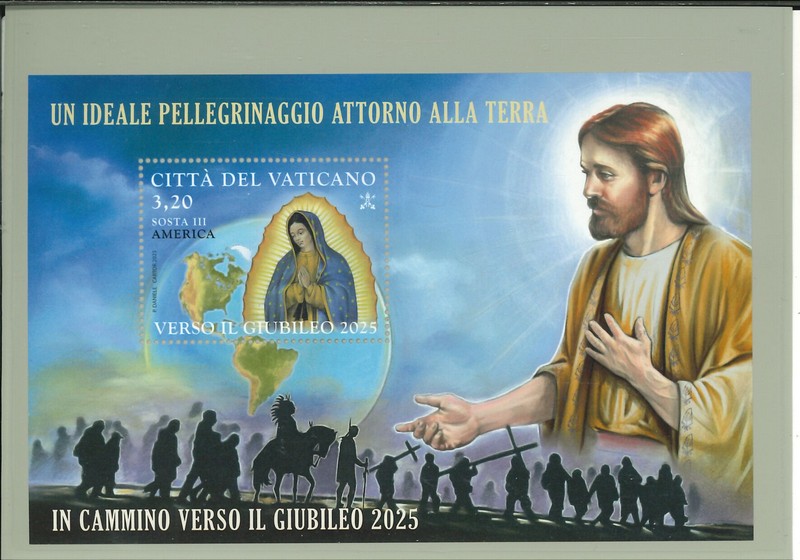 UN IDEALE PELLEGRINAGGIO ATTORNO ALLA TERRA
CITTÀ DEL VATICANO
3,20
SOSTA III
AMERICA
VERSO IL GIUBILEO 2025
IN CAMMINO VERSO IL GIUBILEO 2025